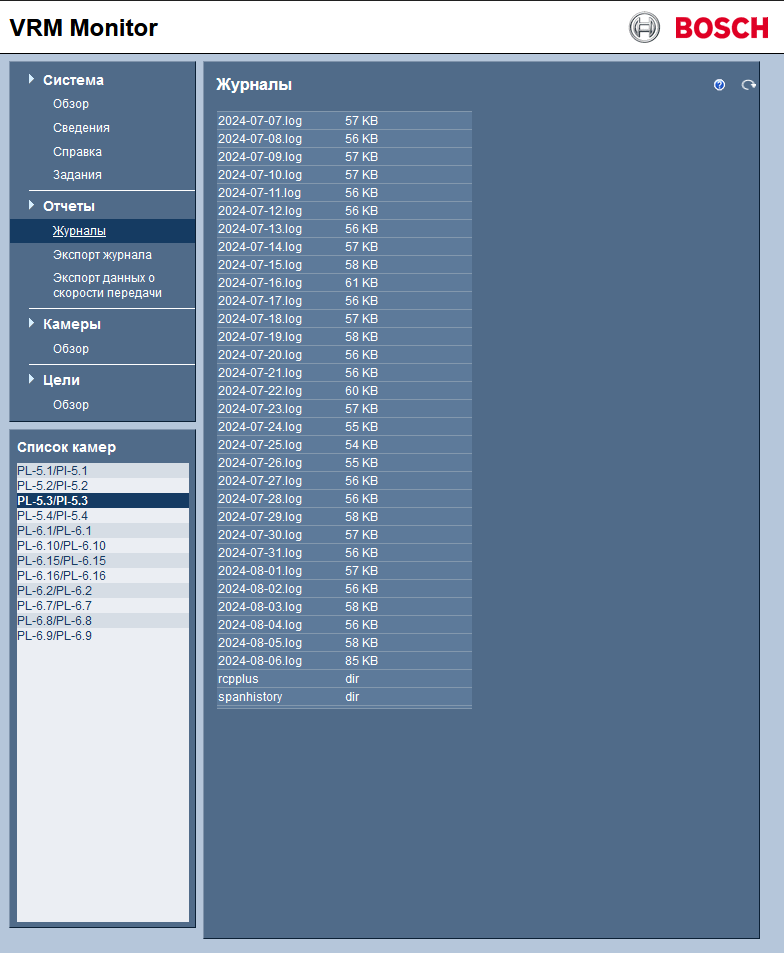 VRM Monitor
BOSCH
Система
Обзор
Сведения
Справка
Задания
Отчеты
Журналы
Экспорт журнала
Экспорт данных о
скорости передачи
Камеры
Обзор
Цели
Обзор
Список камер
PL-5.1/Pl-5.1
PL-5.2/Pl-5.2
PL-5.3/Pl-5.3
PL-5.4/Pl-5.4
PL-6.1/PL-6.1
PL-6.10/PL-6.10
PL-6.15/PL-6.15
PL-6.16/PL-6.16
PL-6.2/PL-6.2
PL-6.7/PL-6.7
PL-6.8/PL-6.8
PL-6.9/PL-6.9
Журналы
?
2024-07-07.log 57 KB
2024-07-08.log 56 KB
2024-07-09.log 57 KB
2024-07-10.log 57 KB
2024-07-11.log 56 KB
2024-07-12.log 56 KB
2024-07-13.log 56 KB
2024-07-14.log 57 KB
2024-07-15.log 58 KB
2024-07-16.log 61 KB
2024-07-17.log 56 KB
2024-07-18.log 57 KB
2024-07-19.log 58 KB
2024-07-20.log 56 KB
2024-07-21.log 56 KB
2024-07-22.log 60 KB
2024-07-23.log 57 KB
2024-07-24.log 55 KB
2024-07-25.log 54 KB
2024-07-26.log 55 KB
2024-07-27.log 56 KB
2024-07-28.log 56 KB
2024-07-29.log 58 KB
2024-07-30.log 57 KB
2024-07-31.log 56 KB
2024-08-01.log 57 KB
2024-08-02.log 56 KB
2024-08-03.log 58 KB
2024-08-04.log 56 KB
2024-08-05.log 58 KB
2024-08-06.log 85 KB
rcpplus dir
spanhistory dir